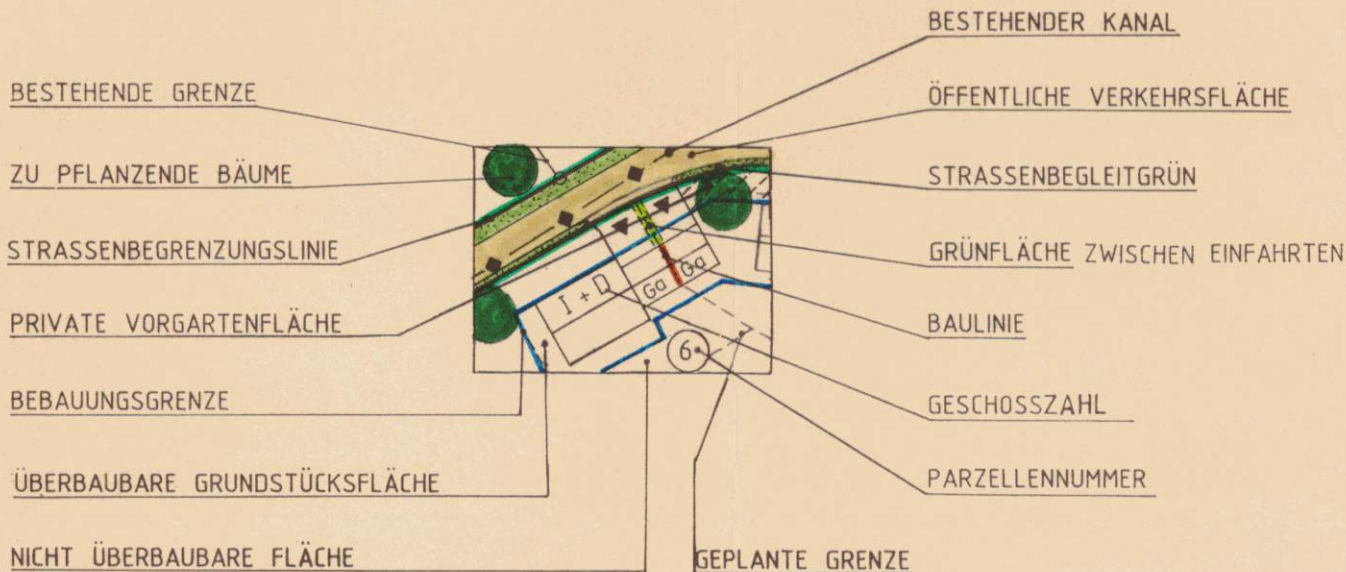 BESTEHENDER KANAL
BESTEHENDE GRENZE
ÖFFENTLICHE VERKEHRSFLÄCHE
ZU PFLANZENDE BÄUME
STRASSENBEGLEITGRÜN
STRASSENBEGRENZUNGSLINIE
GRÜNFLÄCHE ZWISCHEN EINFAHRTEN
I + D
Ga Ga
PRIVATE VORGARTENFLÄCHE
BAULINIE
6
BEBAUUNGSGRENZE
GESCHOSSZAHL
ÜBERBAUBARE GRUNDSTÜCKSFLÄCHE
PARZELLENNUMMER
NICHT ÜBERBAUBARE FLÄCHE
GEPLANTE GRENZE